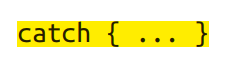 catch { ... }